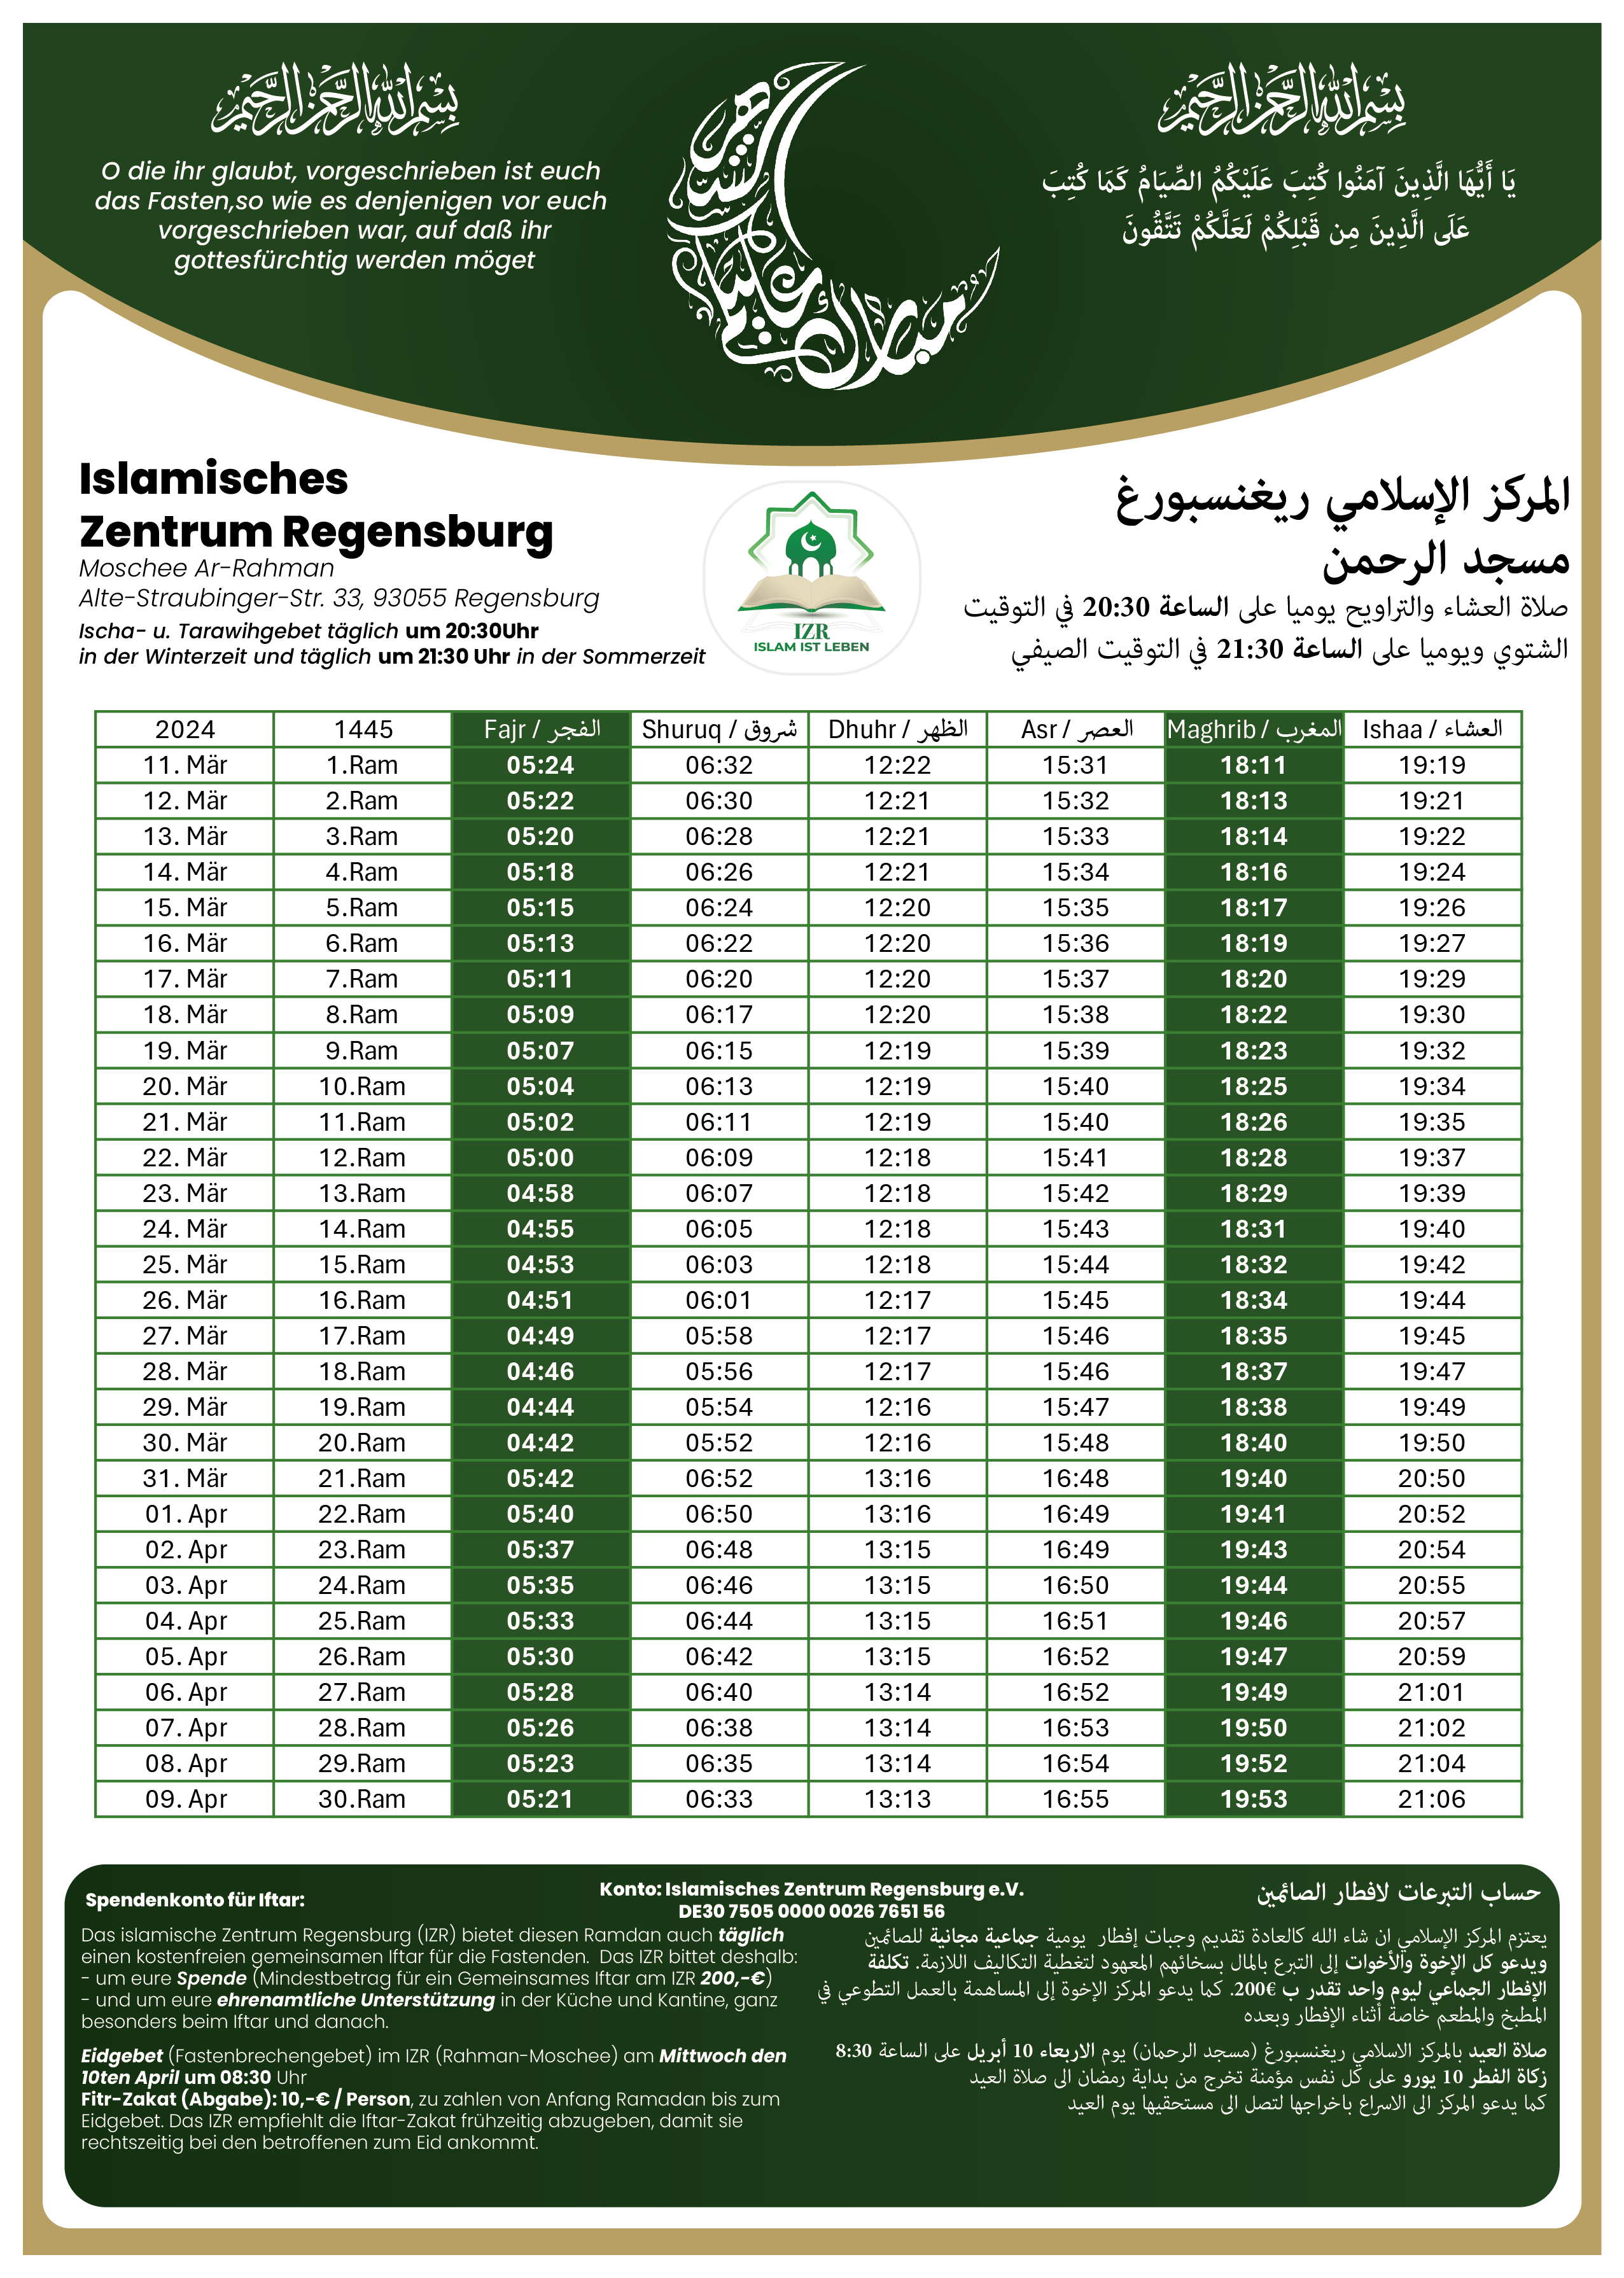 بِسْمِ اللهِ الرَّحْمٰنِ الرَّحِيْمِ
O die ihr glaubt, vorgeschrieben ist euch
das Fasten,so wie es denjenigen vor euch
vorgeschrieben war, auf daß ihr
gottesfürchtig werden möget
شهر مبارك عليكم
بِسْمِ اللهِ الرَّحْمٰنِ الرَّحِيْمِ
يَا أَيُّهَا الَّذِينَ آمَنُوا كُتِبَ عَلَيْكُمُ الصِّيَامُ كَمَا كُتِبَ
عَلَى الَّذِينَ مِن قَبْلِكُمْ لَعَلَّكُمْ تَتَّقُونَ
Islamisches
Zentrum Regensburg
Moschee Ar-Rahman
Alte-Straubinger-Str. 33, 93055 Regensburg
Ischa- u. Tarawihgebet täglich um 20:30Uhr
in der Winterzeit und täglich um 21:30 Uhr in der Sommerzeit
IZR
ISLAM IST LEBEN
المركز الإسلامي ريغنسبورغ
مسجد الرحمن
صلاة العشاء والتراويح يوميا على الساعة 20:30 في التوقيت
الشتوي ويوميا على الساعة 21:30 في التوقيت الصيفي
2024 1445 Fajr / الفجر Shuruq / شروق Dhuhr / الظهر Asr / العصر Maghrib / المغرب Ishaa / العشاء
11. Mär 1.Ram 05:24 06:32 12:22 15:31 18:11 19:19
12. Mär 2.Ram 05:22 06:30 12:21 15:32 18:13 19:21
13. Mär 3.Ram 05:20 06:28 12:21 15:33 18:14 19:22
14. Mär 4.Ram 05:18 06:26 12:21 15:34 18:16 19:24
15. Mär 5.Ram 05:15 06:24 12:20 15:35 18:17 19:26
16. Mär 6.Ram 05:13 06:22 12:20 15:36 18:19 19:27
17. Mär 7.Ram 05:11 06:20 12:20 15:37 18:20 19:29
18. Mär 8.Ram 05:09 06:17 12:20 15:38 18:22 19:30
19. Mär 9.Ram 05:07 06:15 12:19 15:39 18:23 19:32
20. Mär 10.Ram 05:04 06:13 12:19 15:40 18:25 19:34
21. Mär 11.Ram 05:02 06:11 12:19 15:40 18:26 19:35
22. Mär 12.Ram 05:00 06:09 12:18 15:41 18:28 19:37
23. Mär 13.Ram 04:58 06:07 12:18 15:42 18:29 19:39
24. Mär 14.Ram 04:55 06:05 12:18 15:43 18:31 19:40
25. Mär 15.Ram 04:53 06:03 12:18 15:44 18:32 19:42
26. Mär 16.Ram 04:51 06:01 12:17 15:45 18:34 19:44
27. Mär 17.Ram 04:49 05:58 12:17 15:46 18:35 19:45
28. Mär 18.Ram 04:46 05:56 12:17 15:46 18:37 19:47
29. Mär 19.Ram 04:44 05:54 12:16 15:47 18:38 19:49
30. Mär 20.Ram 04:42 05:52 12:16 15:48 18:40 19:50
31. Mär 21.Ram 05:42 06:52 13:16 16:48 19:40 20:50
01. Apr 22.Ram 05:40 06:50 13:16 16:49 19:41 20:52
02. Apr 23.Ram 05:37 06:48 13:15 16:49 19:43 20:54
03. Apr 24.Ram 05:35 06:46 13:15 16:50 19:44 20:55
04. Apr 25.Ram 05:33 06:44 13:15 16:51 19:46 20:57
05. Apr 26.Ram 05:30 06:42 13:15 16:52 19:47 20:59
06. Apr 27.Ram 05:28 06:40 13:14 16:52 19:49 21:01
07. Apr 28.Ram 05:26 06:38 13:14 16:53 19:50 21:02
08. Apr 29.Ram 05:23 06:35 13:14 16:54 19:52 21:04
09. Apr 30.Ram 05:21 06:33 13:13 16:55 19:53 21:06
Spendenkonto für Iftar:
Konto: Islamisches Zentrum Regensburg e.V.
DE30 7505 0000 0026 7651 56
Das islamische Zentrum Regensburg (IZR) bietet diesen Ramdan auch täglich
einen kostenfreien gemeinsamen Iftar für die Fastenden. Das IZR bittet deshalb:
- um eure Spende (Mindestbetrag für ein Gemeinsames Iftar am IZR 200,-€)
- und um eure ehrenamtliche Unterstützung in der Küche und Kantine, ganz
besonders beim Iftar und danach.
Eidgebet (Fastenbrechengebet) im IZR (Rahman-Moschee) am Mittwoch den
10ten April um 08:30 Uhr
Fitr-Zakat (Abgabe): 10,-€ / Person, zu zahlen von Anfang Ramadan bis zum
Eidgebet. Das IZR empfiehlt die Iftar-Zakat frühzeitig abzugeben, damit sie
rechtszeitig bei den betroffenen zum Eid ankommt.
حساب التبرعات لافطار الصائمين
يعتزم المركز الإسلامي ان شاء الله كالعادة تقديم وجبات إفطار يومية جماعية مجانية للصائمين
ويدعو كل الإخوة والأخوات إلى التبرع بالمال بسخائهم المعهود لتغطية التكاليف اللازمة. تكلفة
الإفطار الجماعي ليوم واحد تقدر ب 200€. كما يدعو المركز الإخوة إلى المساهمة بالعمل التطوعي في
المطبخ والمطعم خاصة أثناء الإفطار وبعده
صلاة العيد بالمركز الاسلامي ريغنسبورغ (مسجد الرحمان) يوم الاربعاء 10 أبريل على الساعة 8:30
زكاة الفطر 10 يورو على كل نفس مؤمنة تخرج من بداية رمضان الى صلاة العيد
كما يدعو المركز الى الاسراع باخراجها لتصل الى مستحقيها يوم العيد